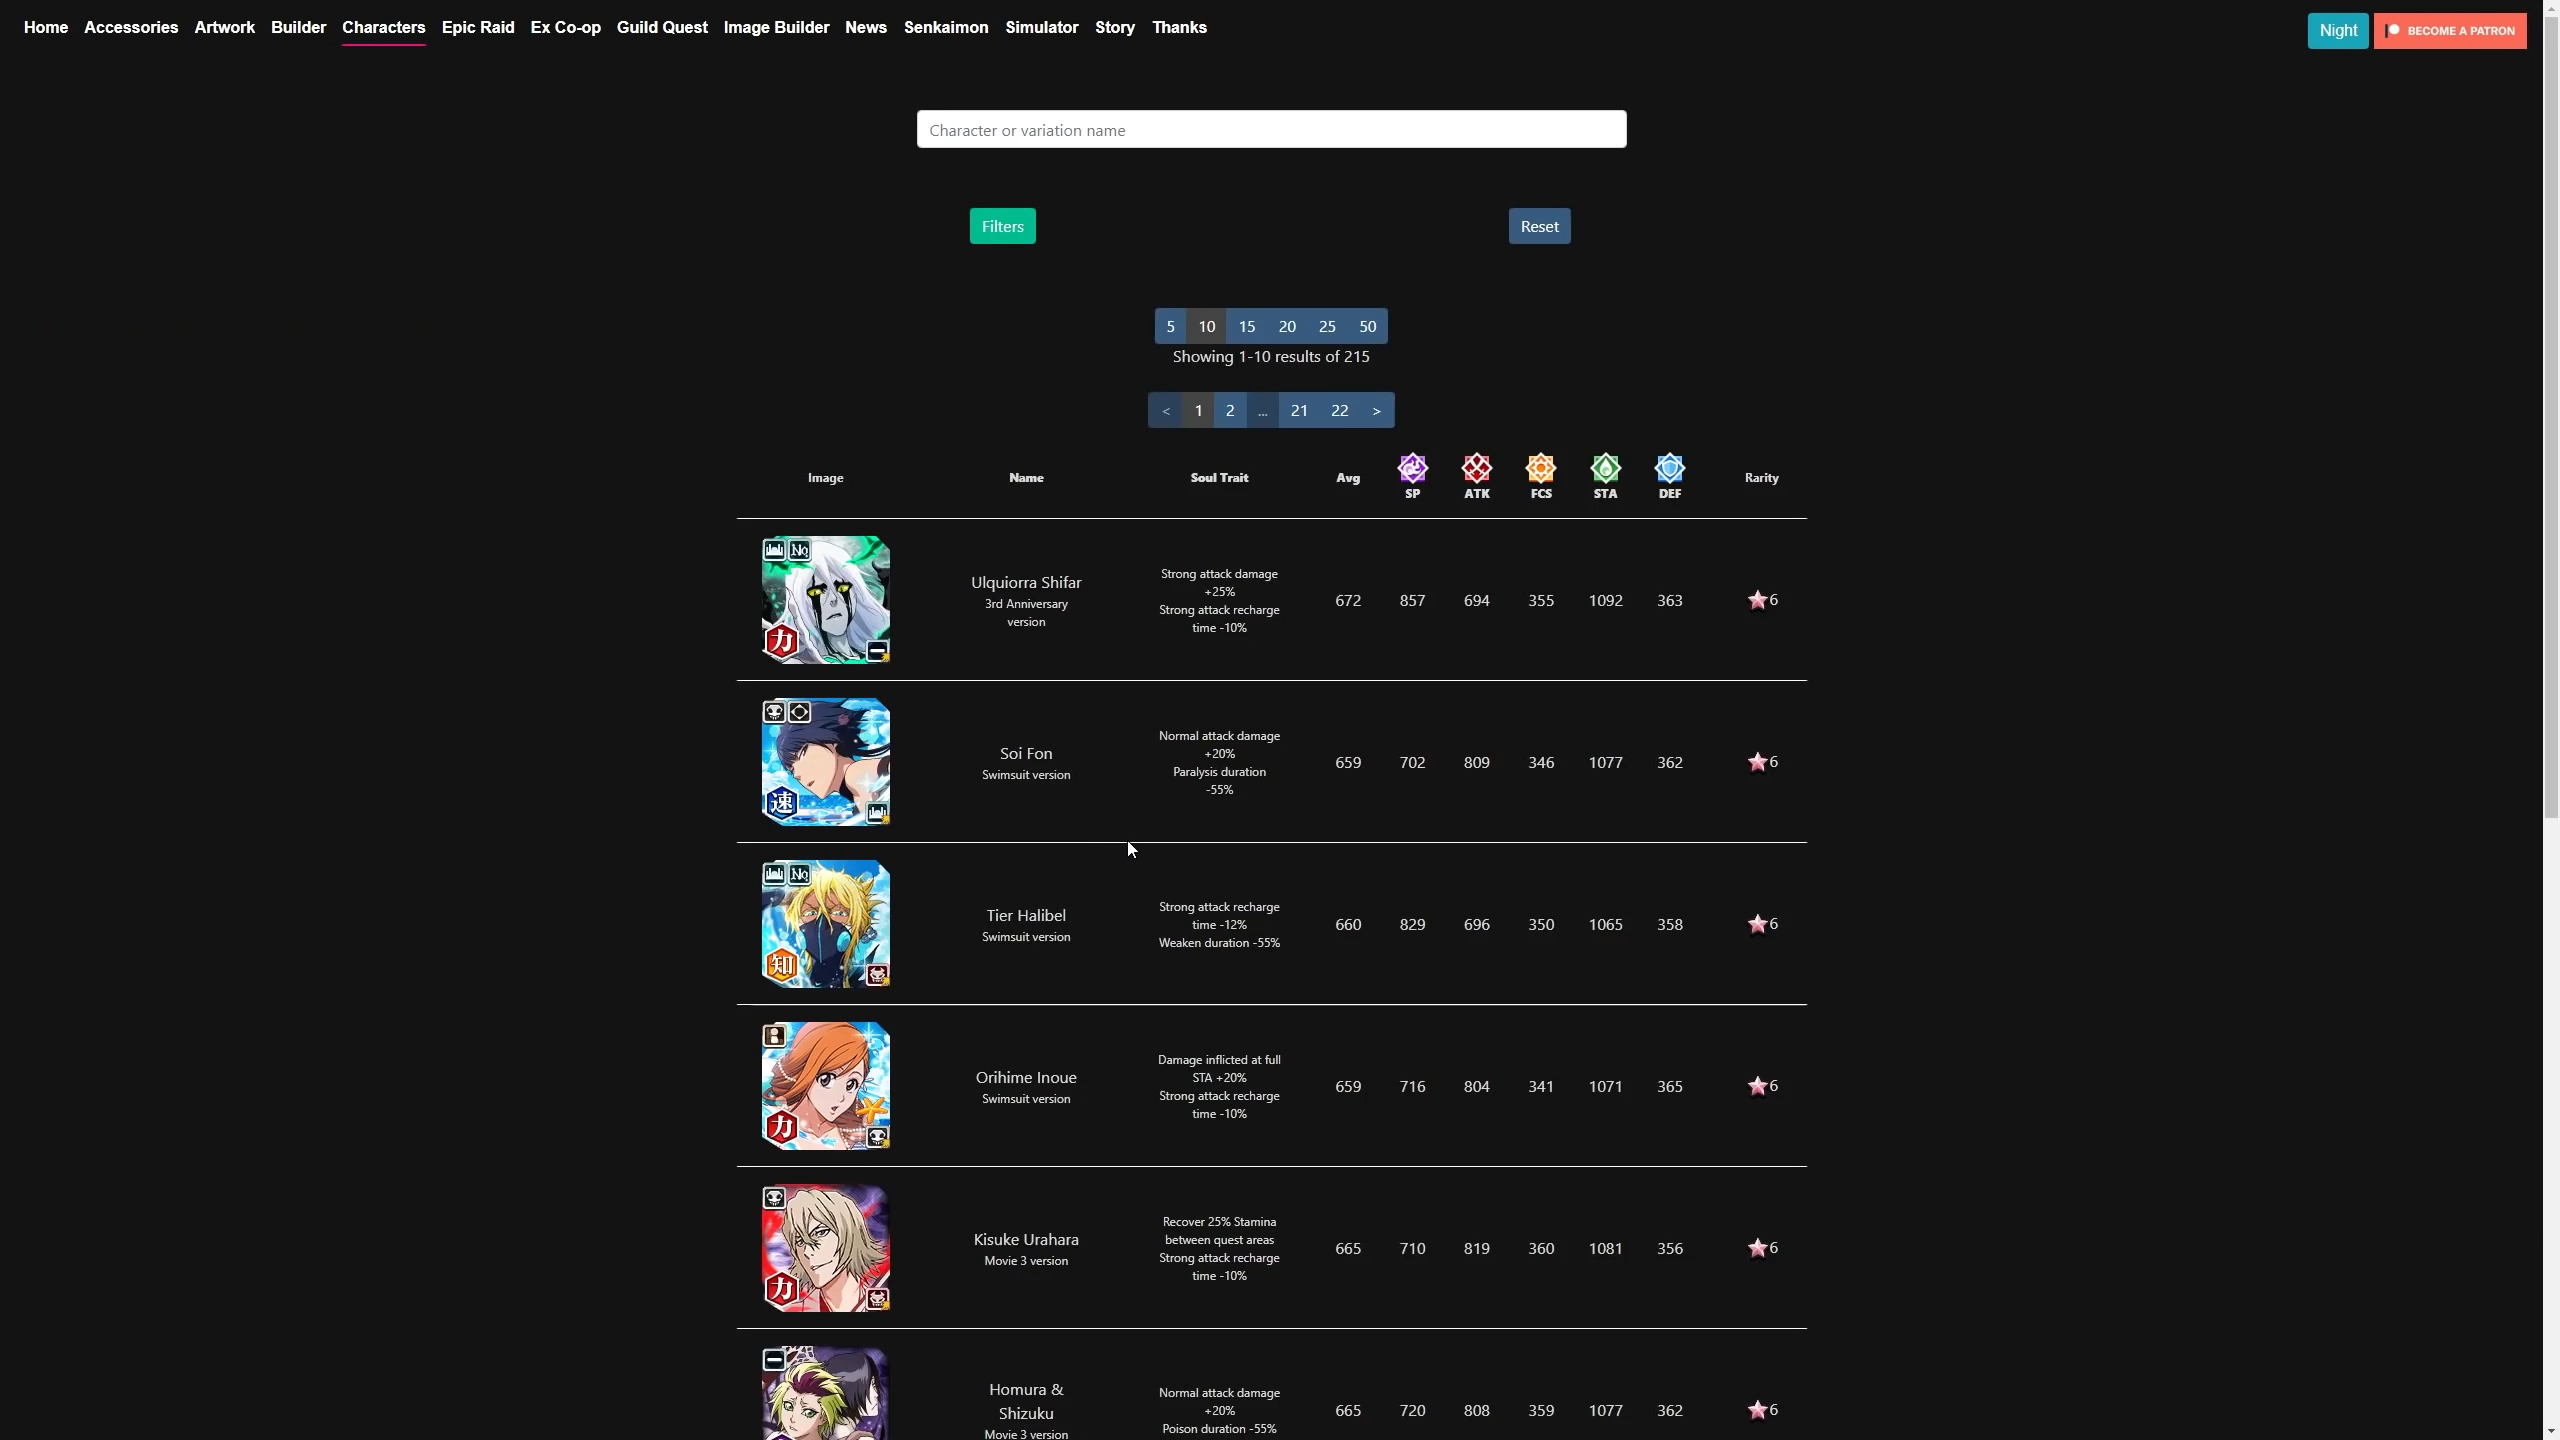 Home Accessories Artwork Builder Characters Epic Raid Ex Co-op Guild Quest Image Builder News Senkaimon Simulator Story Thanks
Night BECOME A PATRON
Character or variation name
Filters Reset
5 10 15 20 25 50
Showing 1-10 results of 215
< 1 2 ... 21 22 >
Image Name Soul Trait Avg SP ATK FCS STA DEF Rarity
No
力
Ulquiorra Shifar
3rd Anniversary
version
Strong attack damage
+25%
Strong attack recharge
time -10%
672 857 694 355 1092 363 6
速
Soi Fon
Swimsuit version
Normal attack damage
+20%
Paralysis duration
-55%
659 702 809 346 1077 362 6
No
知
Tier Halibel
Swimsuit version
Strong attack recharge
time -12%
Weaken duration -55%
660 829 696 350 1065 358 6
力
Orihime Inoue
Swimsuit version
Damage inflicted at full
STA +20%
Strong attack recharge
time -10%
659 716 804 341 1071 365 6
力
Kisuke Urahara
Movie 3 version
Recover 25% Stamina
between quest areas
Strong attack recharge
time -10%
665 710 819 360 1081 356 6
Homura &
Shizuku
Movie 3 version
Normal attack damage
+20%
Poison duration -55%
665 720 808 359 1077 362 6